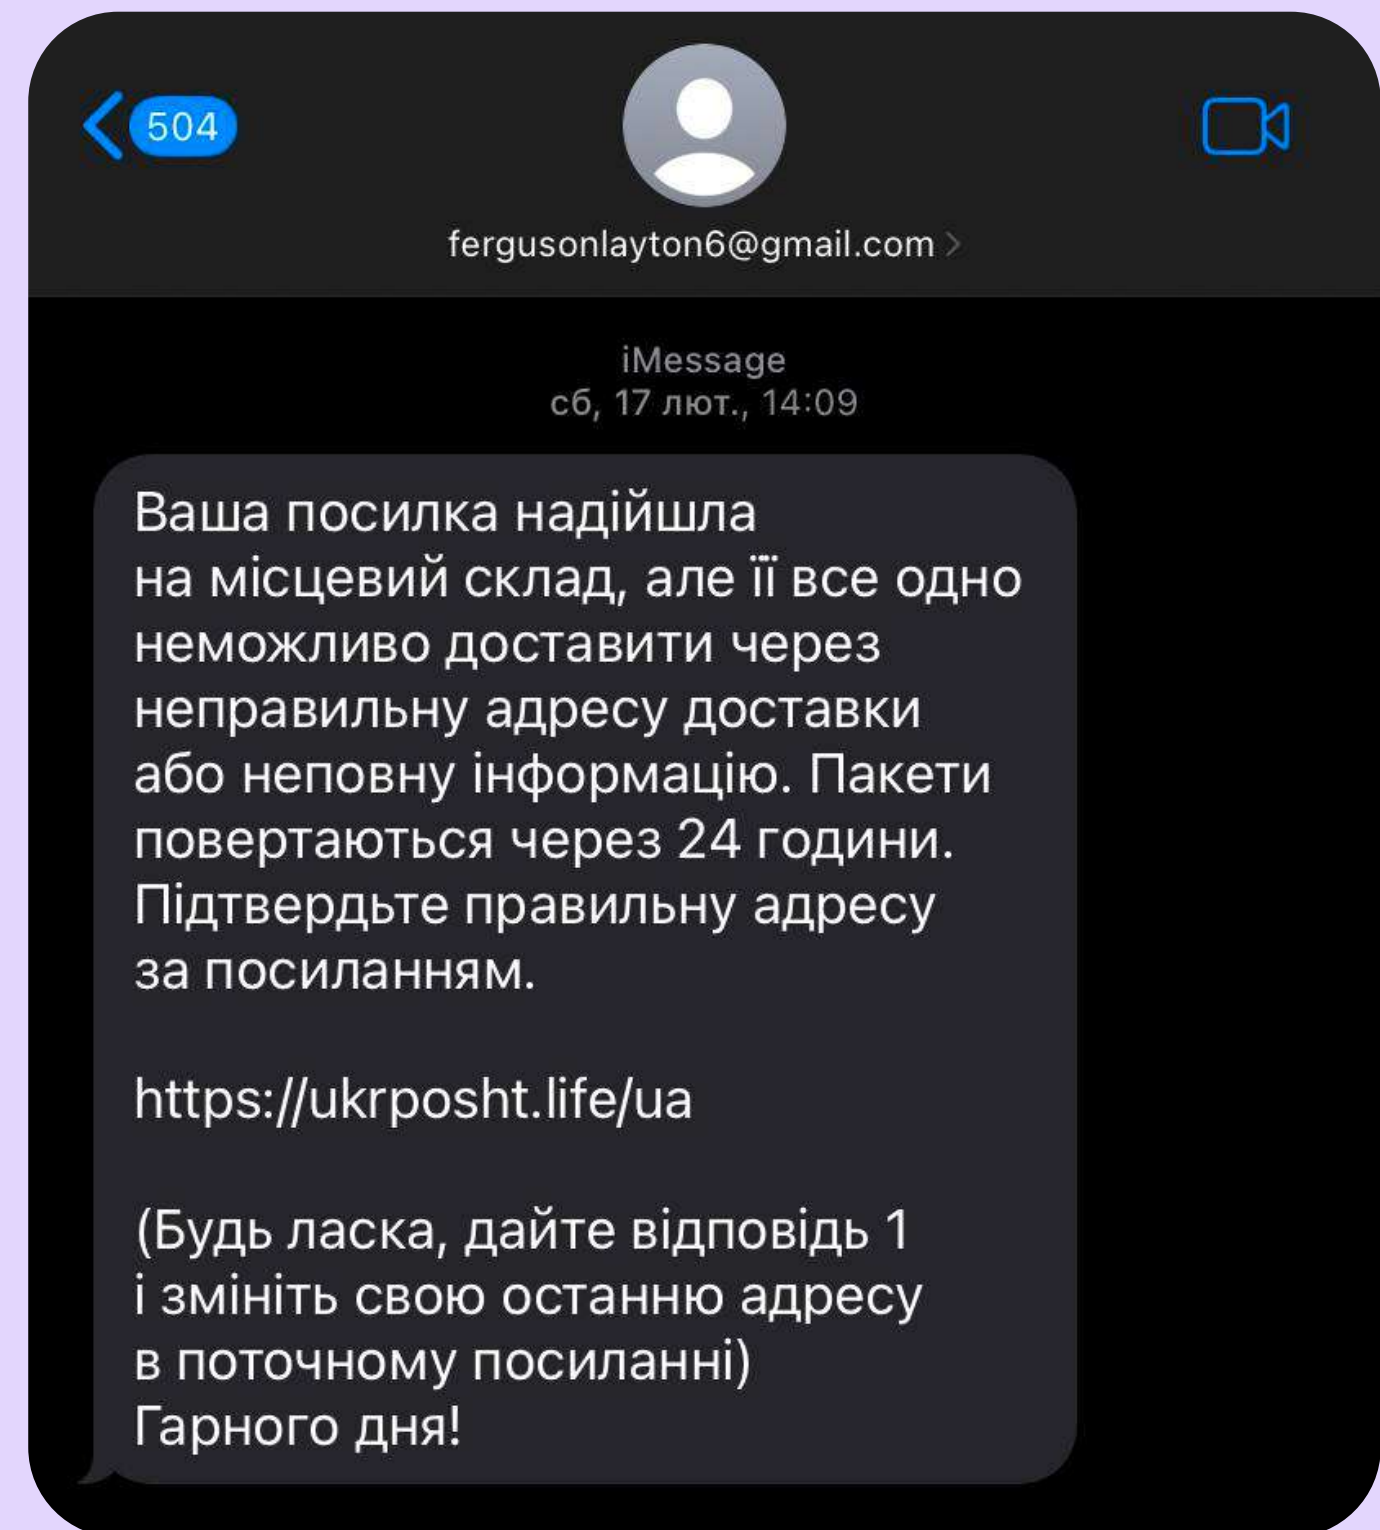 504
fergusonlayton6@gmail.com
iMessage
сб, 17 лют., 14:09
Ваша посилка надійшла
на місцевий склад, але її все одно
неможливо доставити через
неправильну адресу доставки
або неповну інформацію. Пакети
повертаються через 24 години.
Підтвердьте правильну адресу
за посиланням.
https://ukrposht.life/ua
(Будь ласка, дайте відповідь 1
і змініть свою останню адресу
в поточному посиланні)
Гарного дня!